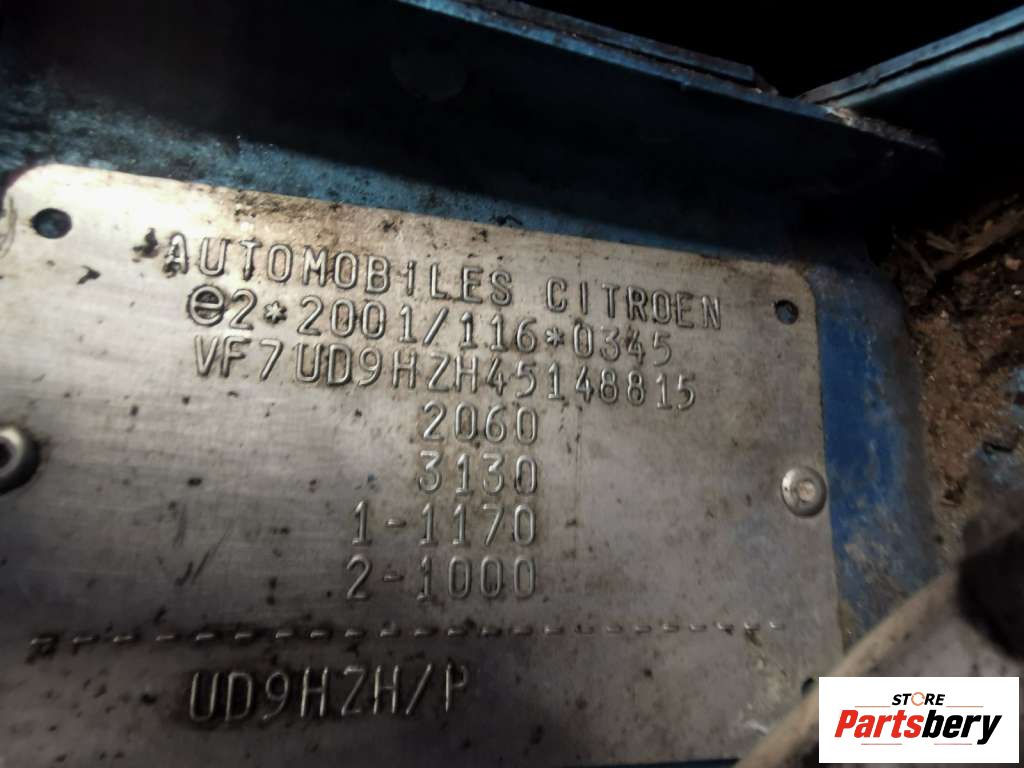 AUTOMOBILES CITROEN
e2*2001/116*0345
VF7UD9HZH45148815
2060
3130
1-1170
2-1000
UD9HZH/P
STORE
Partsbery